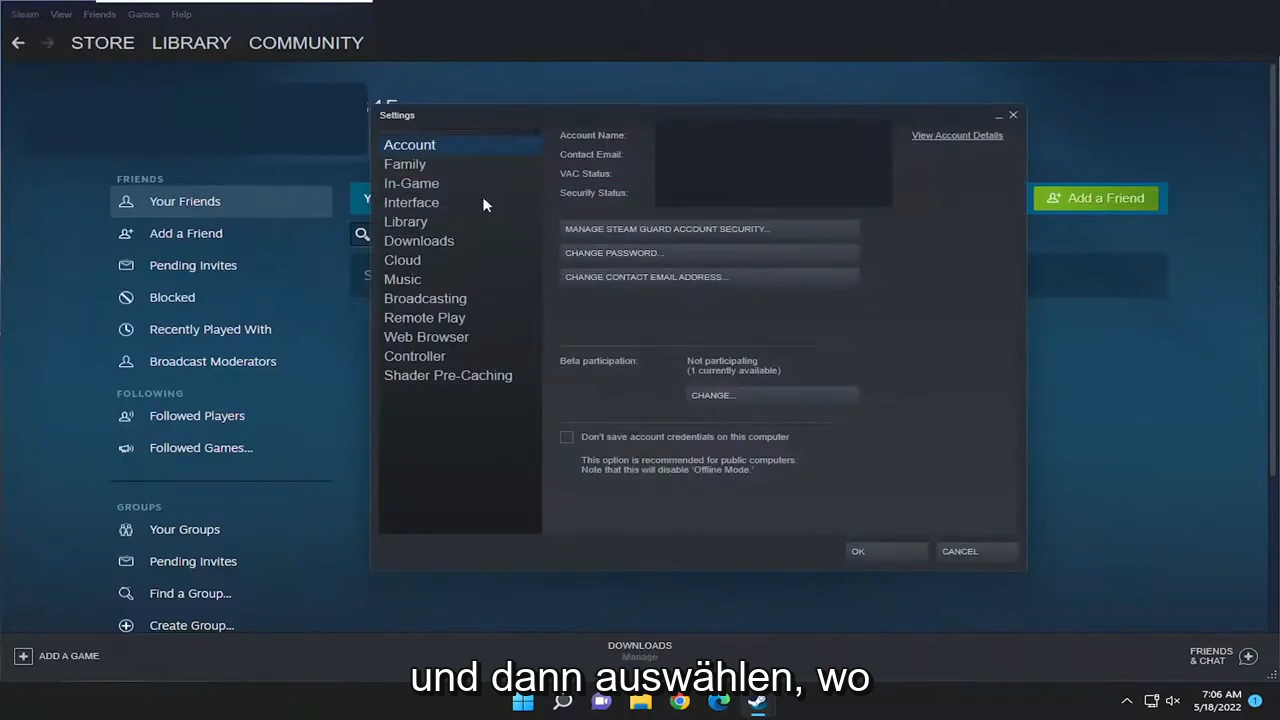 Steam View Friends Games Help
STORE LIBRARY COMMUNITY
Settings
Account
Family
In-Game
Interface
Library
Downloads
Cloud
Music
Broadcasting
Remote Play
Web Browser
Controller
Shader Pre-Caching
Account Name:
Contact Email:
VAC Status:
Security Status:
View Account Details
MANAGE STEAM GUARD ACCOUNT SECURITY...
CHANGE PASSWORD...
CHANGE CONTACT EMAIL ADDRESS...
Beta participation:
Not participating
(1 currently available)
CHANGE...
Don't save account credentials on this computer
This option is recommended for public computers.
Note that this will disable 'Offline Mode.'
OK
CANCEL
FRIENDS
Your Friends
Add a Friend
Pending Invites
Blocked
Recently Played With
Broadcast Moderators
FOLLOWING
Followed Players
Followed Games...
GROUPS
Your Groups
Pending Invites
Find a Group...
Create Group...
Add a Friend
ADD A GAME
DOWNLOADS
Manage
FRIENDS
& CHAT
und dann auswählen, wo
7:06 AM
5/18/2022
1